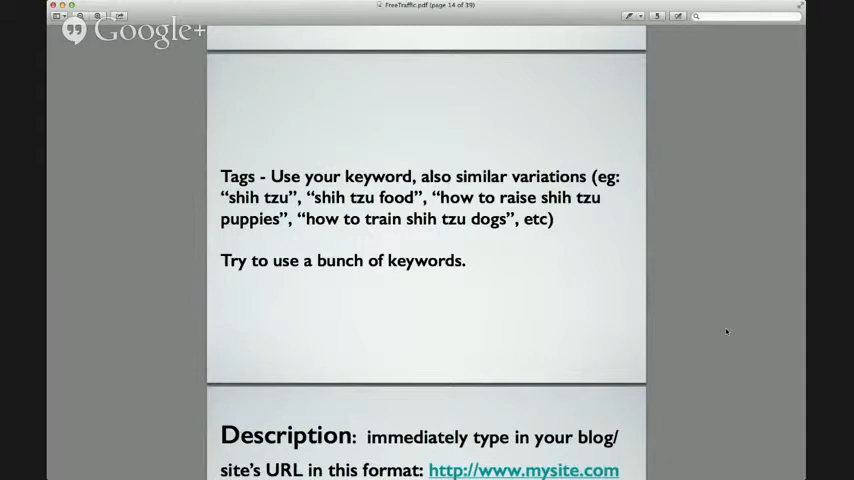 FreeTraffic.pdf (page 14 of 39)
Google+
Tags - Use your keyword, also similar variations (eg:
“shih tzu”, “shih tzu food”, “how to raise shih tzu
puppies”, “how to train shih tzu dogs”, etc)
Try to use a bunch of keywords.
Description: immediately type in your blog/
site’s URL in this format: http://www.mysite.com